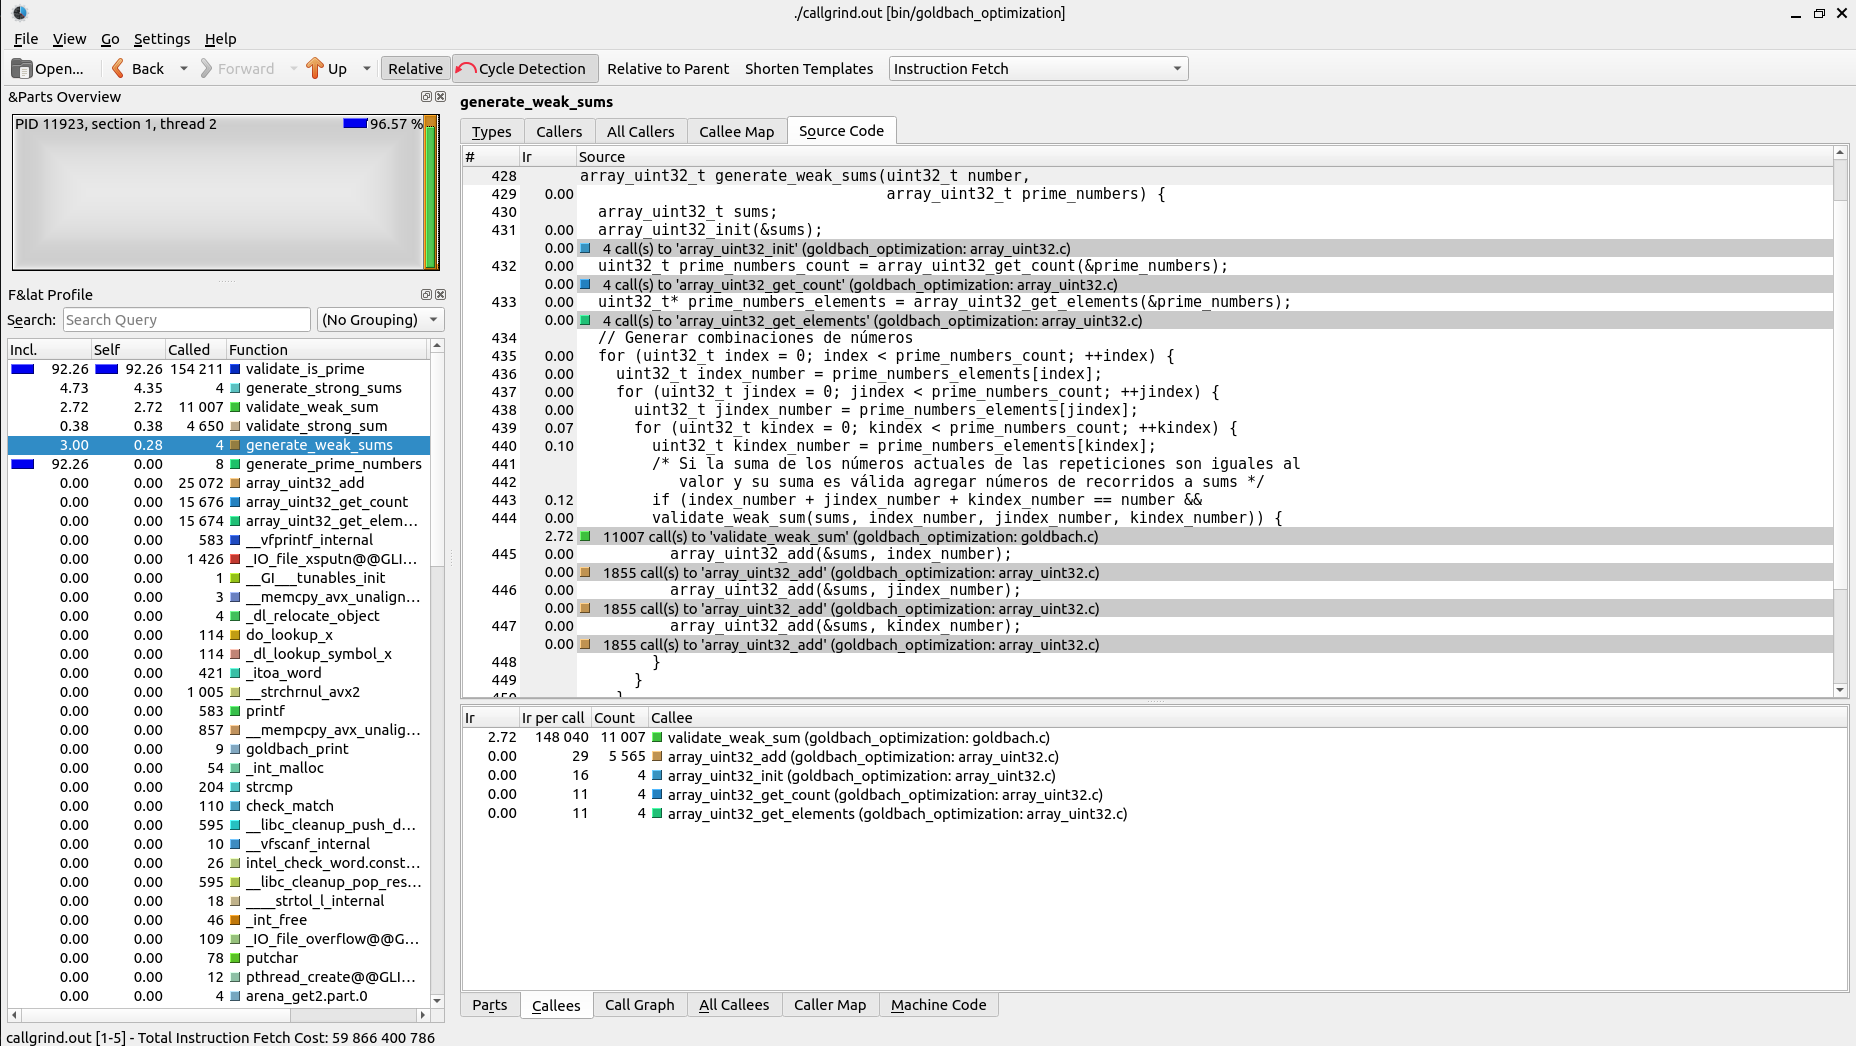 ./callgrind.out [bin/goldbach_optimization]
File View Go Settings Help
Open... Back Forward Up Relative Cycle Detection Relative to Parent Shorten Templates Instruction Fetch
&Parts Overview
PID 11923, section 1, thread 2 96.57 %
F&lat Profile
Search: Search Query (No Grouping)
Incl. Self Called Function
92.26 92.26 154 211 validate_is_prime
4.73 4.35 4 generate_strong_sums
2.72 2.72 11 007 validate_weak_sum
0.38 0.38 4 650 validate_strong_sum
3.00 0.28 4 generate_weak_sums
92.26 0.00 8 generate_prime_numbers
0.00 0.00 25 072 array_uint32_add
0.00 0.00 15 676 array_uint32_get_count
0.00 0.00 15 674 array_uint32_get_elem...
0.00 0.00 583 __vfprintf_internal
0.00 0.00 1 426 _IO_file_xsputn@@GLI...
0.00 0.00 1 __GI___tunables_init
0.00 0.00 3 __memcpy_avx_unalign...
0.00 0.00 4 _dl_relocate_object
0.00 0.00 114 do_lookup_x
0.00 0.00 114 _dl_lookup_symbol_x
0.00 0.00 421 _itoa_word
0.00 0.00 1 005 __strchrnul_avx2
0.00 0.00 583 printf
0.00 0.00 857 __mempcpy_avx_unalig...
0.00 0.00 9 goldbach_print
0.00 0.00 54 _int_malloc
0.00 0.00 204 strcmp
0.00 0.00 110 check_match
0.00 0.00 595 __libc_cleanup_push_d...
0.00 0.00 10 __vfscanf_internal
0.00 0.00 26 intel_check_word.const...
0.00 0.00 595 __libc_cleanup_pop_res...
0.00 0.00 18 ____strtol_l_internal
0.00 0.00 46 _int_free
0.00 0.00 109 _IO_file_overflow@@G...
0.00 0.00 78 putchar
0.00 0.00 12 pthread_create@@GLI...
0.00 0.00 4 arena_get2.part.0
generate_weak_sums
Types Callers All Callers Callee Map Source Code
# Ir Source
428 array_uint32_t generate_weak_sums(uint32_t number,
429 0.00 array_uint32_t prime_numbers) {
430 array_uint32_t sums;
431 0.00 array_uint32_init(&sums);
0.00 4 call(s) to 'array_uint32_init' (goldbach_optimization: array_uint32.c)
432 0.00 uint32_t prime_numbers_count = array_uint32_get_count(&prime_numbers);
0.00 4 call(s) to 'array_uint32_get_count' (goldbach_optimization: array_uint32.c)
433 0.00 uint32_t* prime_numbers_elements = array_uint32_get_elements(&prime_numbers);
0.00 4 call(s) to 'array_uint32_get_elements' (goldbach_optimization: array_uint32.c)
434 // Generar combinaciones de números
435 0.00 for (uint32_t index = 0; index < prime_numbers_count; ++index) {
436 0.00 uint32_t index_number = prime_numbers_elements[index];
437 0.00 for (uint32_t jindex = 0; jindex < prime_numbers_count; ++jindex) {
438 0.00 uint32_t jindex_number = prime_numbers_elements[jindex];
439 0.07 for (uint32_t kindex = 0; kindex < prime_numbers_count; ++kindex) {
440 0.10 uint32_t kindex_number = prime_numbers_elements[kindex];
441 /* Si la suma de los números actuales de las repeticiones son iguales al
442 valor y su suma es válida agregar números de recorridos a sums */
443 0.12 if (index_number + jindex_number + kindex_number == number &&
444 0.00 validate_weak_sum(sums, index_number, jindex_number, kindex_number)) {
2.72 11007 call(s) to 'validate_weak_sum' (goldbach_optimization: goldbach.c)
445 0.00 array_uint32_add(&sums, index_number);
0.00 1855 call(s) to 'array_uint32_add' (goldbach_optimization: array_uint32.c)
446 0.00 array_uint32_add(&sums, jindex_number);
0.00 1855 call(s) to 'array_uint32_add' (goldbach_optimization: array_uint32.c)
447 0.00 array_uint32_add(&sums, kindex_number);
0.00 1855 call(s) to 'array_uint32_add' (goldbach_optimization: array_uint32.c)
448 }
449 }
Ir Ir per call Count Callee
2.72 148 040 11 007 validate_weak_sum (goldbach_optimization: goldbach.c)
0.00 29 5 565 array_uint32_add (goldbach_optimization: array_uint32.c)
0.00 16 4 array_uint32_init (goldbach_optimization: array_uint32.c)
0.00 11 4 array_uint32_get_count (goldbach_optimization: array_uint32.c)
0.00 11 4 array_uint32_get_elements (goldbach_optimization: array_uint32.c)
Parts Callees Call Graph All Callees Caller Map Machine Code
callgrind.out [1-5] - Total Instruction Fetch Cost: 59 866 400 786